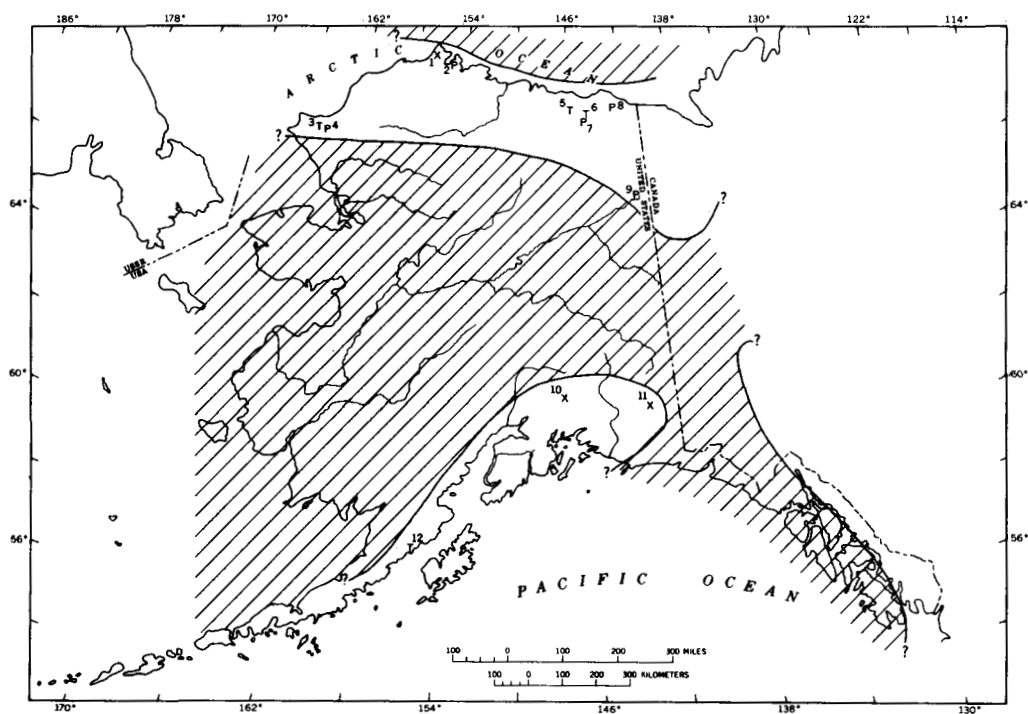 186° 178° 170° 162° 154° 146° 138° 130° 122° 114°
?
ARCTIC OCEAN
1 X
2 P
5 T
T 6
P 8
P 7
3 T P 4
?
9
CANADA
UNITED STATES
?
64° 64°
USSR
USA
?
60° 60°
10 X
11 X
?
12
56° 56°
?
PACIFIC OCEAN
100 0 100 200 300 MILES
100 0 100 200 300 KILOMETERS
?
170° 162° 154° 146° 138° 130°